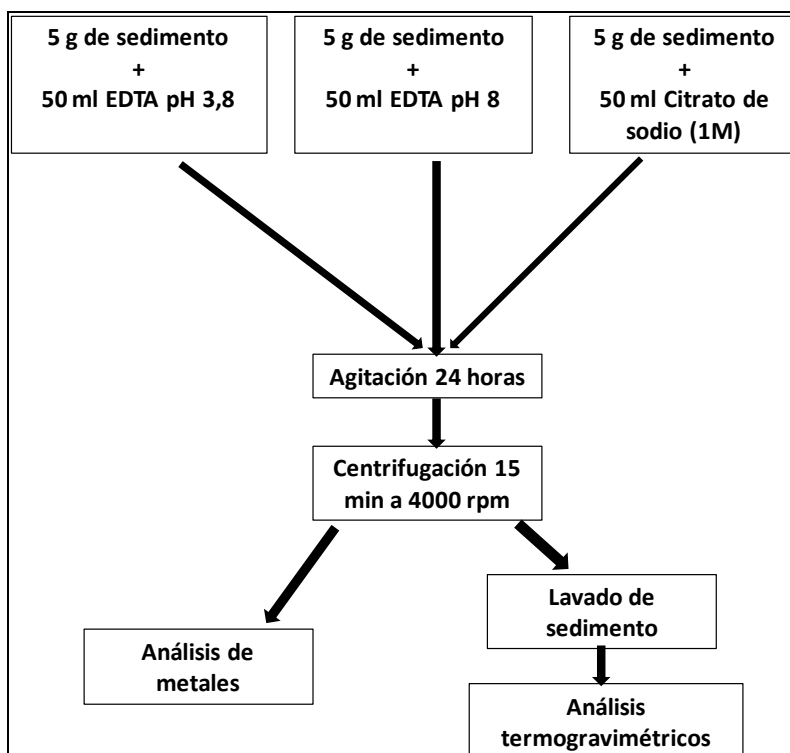 5 g de sedimento
+
50 ml EDTA pH 3,8
5 g de sedimento
+
50 ml EDTA pH 8
5 g de sedimento
+
50 ml Citrato de
sodio (1M)
Agitación 24 horas
Centrifugación 15
min a 4000 rpm
Análisis de
metales
Lavado de
sedimento
Análisis
termogravimétricos